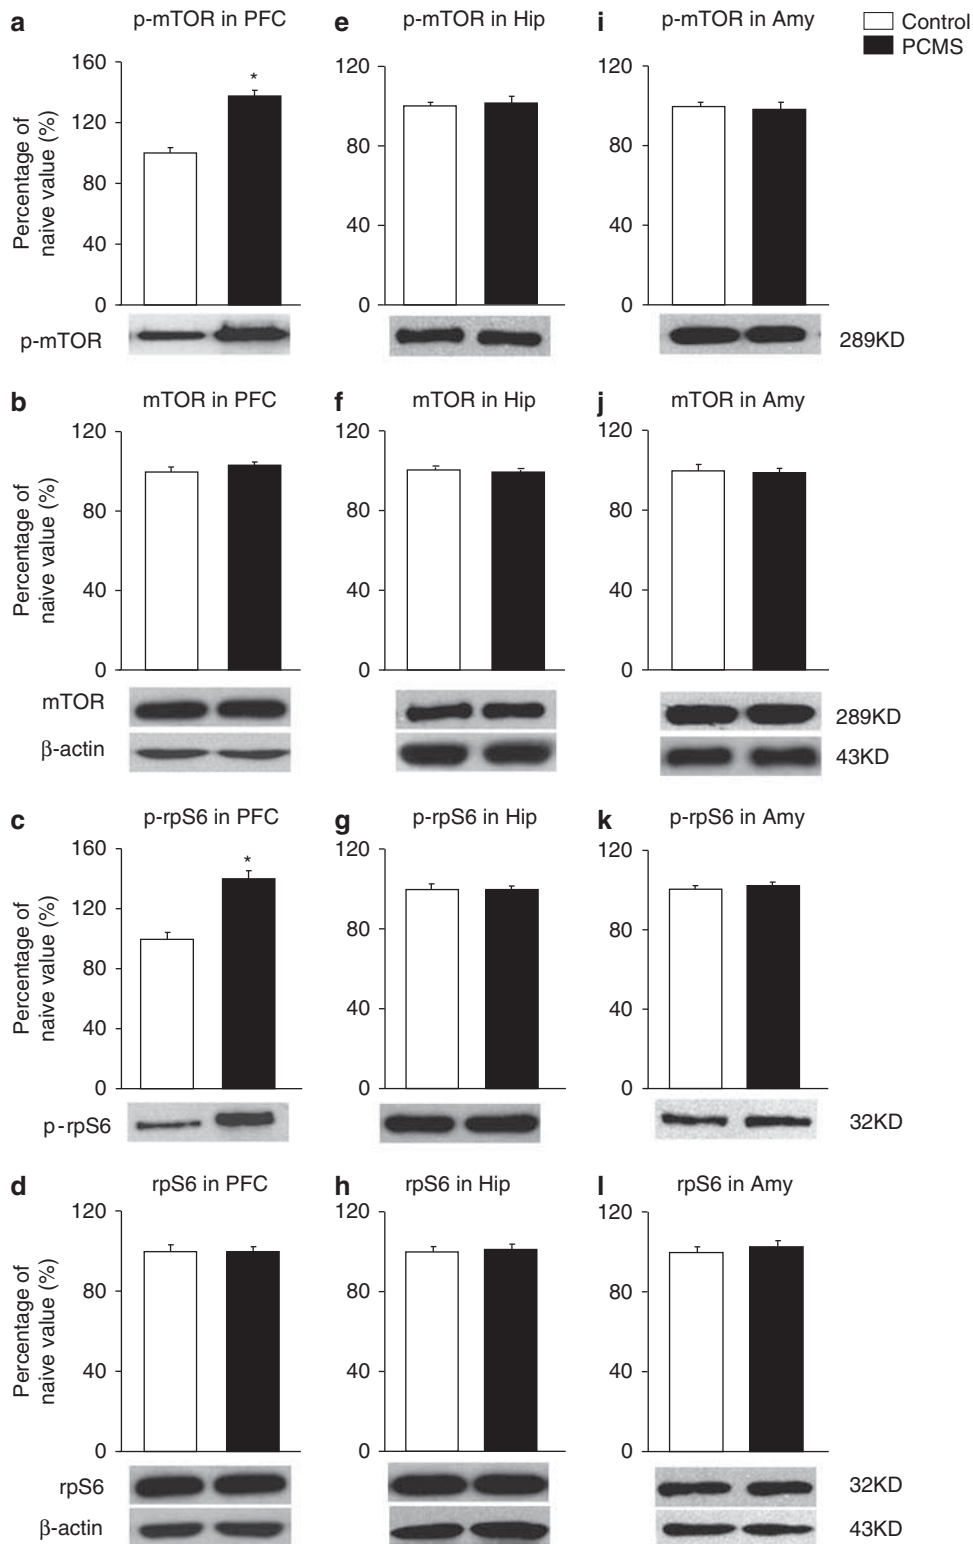 a p-mTOR in PFC
160
120
80
40
0
Percentage of
naive value (%)
*
p-mTOR
e p-mTOR in Hip
120
80
40
0
i p-mTOR in Amy
120
80
40
0
289KD
Control
PCMS
b mTOR in PFC
120
80
40
0
Percentage of
naive value (%)
mTOR
β-actin
f mTOR in Hip
120
80
40
0
j mTOR in Amy
120
80
40
0
289KD
43KD
c p-rpS6 in PFC
160
120
80
40
0
Percentage of
naive value (%)
*
p-rpS6
g p-rpS6 in Hip
120
80
40
0
k p-rpS6 in Amy
120
80
40
0
32KD
d rpS6 in PFC
120
80
40
0
Percentage of
naive value (%)
rpS6
β-actin
h rpS6 in Hip
120
80
40
0
l rpS6 in Amy
120
80
40
0
32KD
43KD